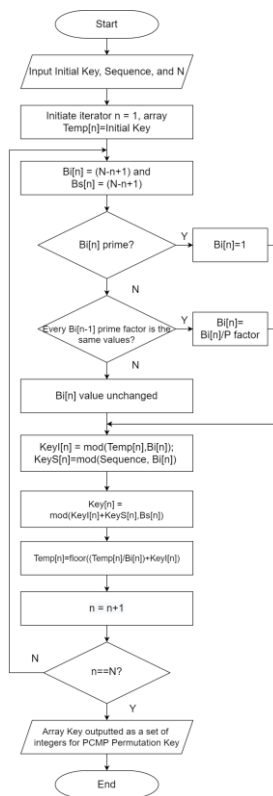 Start
Input Initial Key, Sequence, and N
Initiate iterator n = 1, array
Temp[n]=Initial Key
Bi[n] = (N-n+1) and
Bs[n] = (N-n+1)
Bi[n] prime?
Y
Bi[n]=1
N
Every Bi[n-1] prime factor is the
same values?
Y
Bi[n]=
Bi[n]/P factor
N
Bi[n] value unchanged
KeyI[n] = mod(Temp[n],Bi[n]);
KeyS[n]=mod(Sequence, Bi[n])
Key[n] =
mod(KeyI[n]+KeyS[n],Bs[n])
Temp[n]=floor((Temp[n]/Bi[n])+KeyI[n])
n = n+1
N
n==N?
Y
Array Key outputted as a set of
integers for PCMP Permutation Key
End